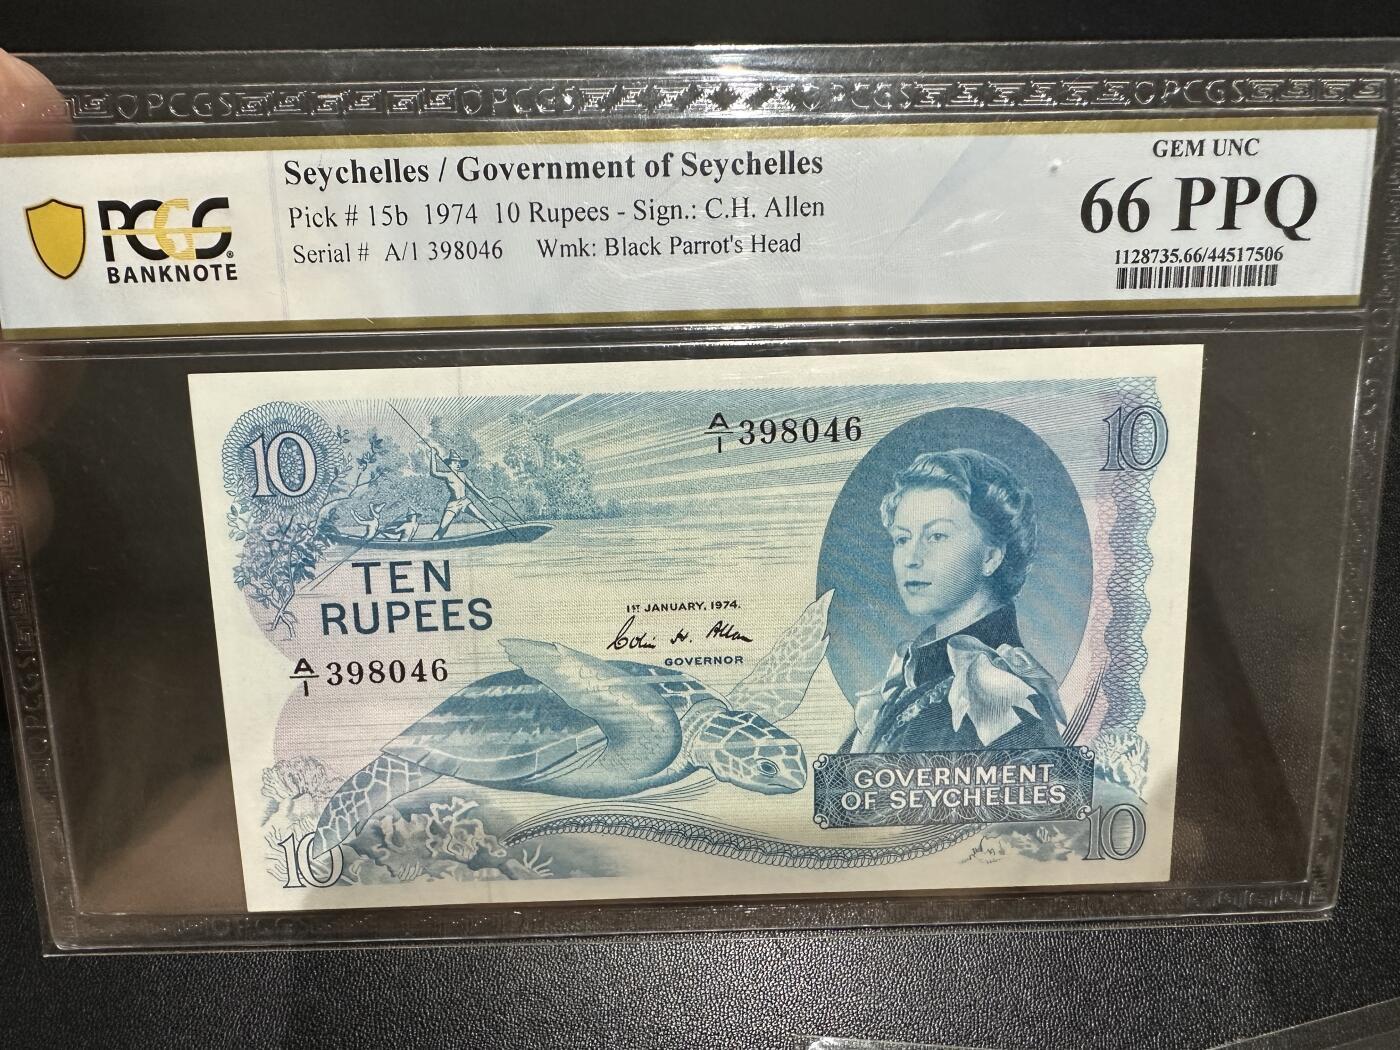 PCGS PCGS PCGS PCGS
Seychelles / Government of Seychelles
Pick # 15b 1974 10 Rupees - Sign.: C.H. Allen
Serial # A/1 398046 Wmk: Black Parrot's Head
PCGS
BANKNOTE
GEM UNC
66 PPQ
1128735.66/44517506
10
A/1 398046
10
TEN
RUPEES
1ST JANUARY, 1974.
Colin H. Allan
GOVERNOR
A/1 398046
GOVERNMENT
OF SEYCHELLES
10
10